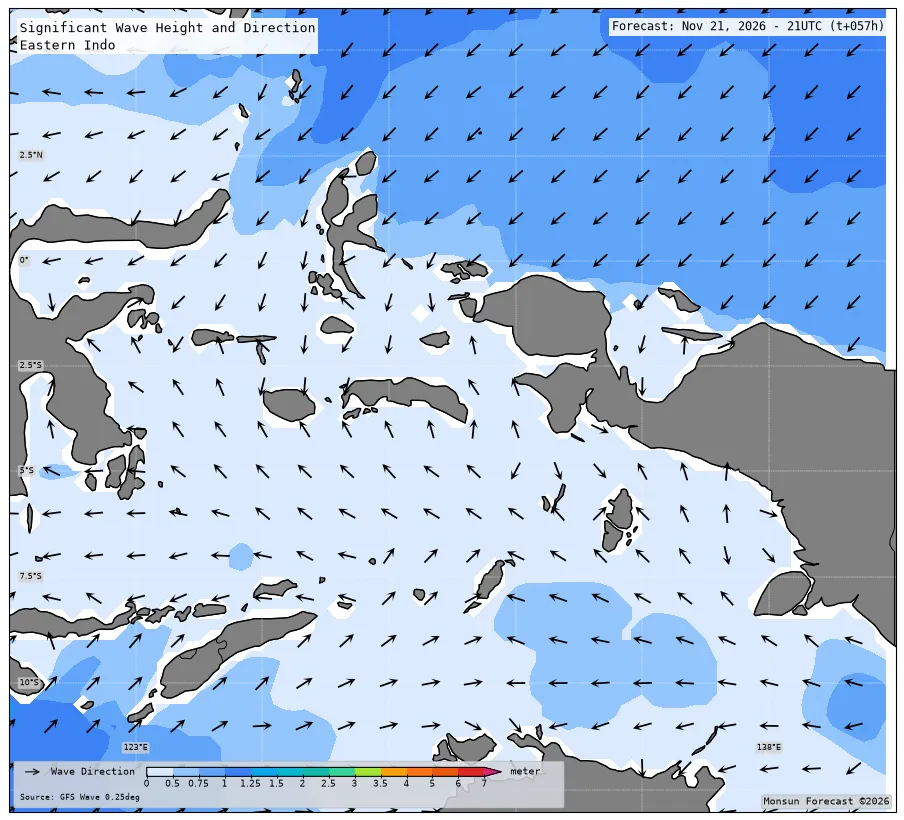 Significant Wave Height and Direction
Eastern Indo
Forecast: Nov 21, 2026 - 21UTC (t+057h)
2.5°N
0°
2.5°S
5°S
7.5°S
10°S
123°E
138°E
Wave Direction
meter
0 0.5 0.75 1 1.25 1.5 2 2.5 3 3.5 4 5 6 7
Source: GFS Wave 0.25deg
Monsun Forecast ©2026